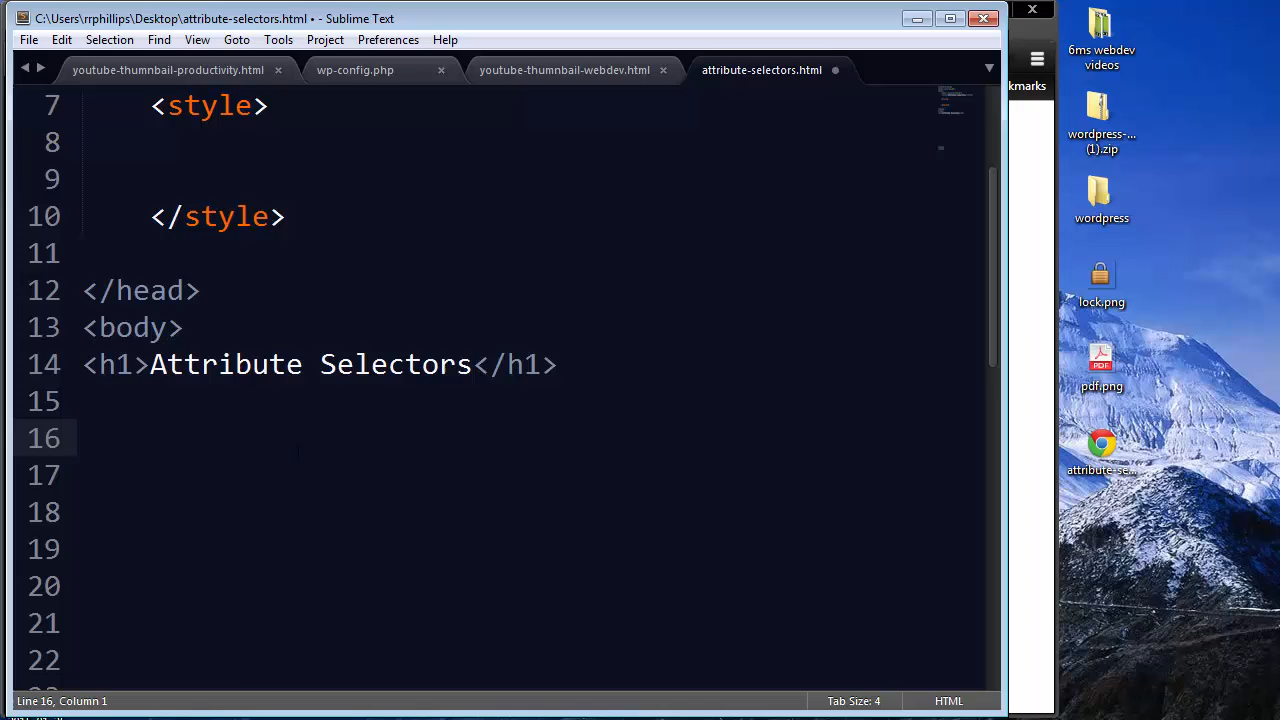 C:\Users\rrphillips\Desktop\attribute-selectors.html • - Sublime Text
File Edit Selection Find View Goto Tools Project Preferences Help
youtube-thumnbail-productivity.html × wp-config.php × youtube-thumnbail-webdev.html × attribute-selectors.html
7 <style>
8
9
10 </style>
11
12 </head>
13 <body>
14 <h1>Attribute Selectors</h1>
15
16
17
18
19
20
21
22
Line 16, Column 1 Tab Size: 4 HTML
kmarks
6ms webdev
videos
wordpress-...
(1).zip
wordpress
lock.png
pdf.png
PDF
attribute-se...